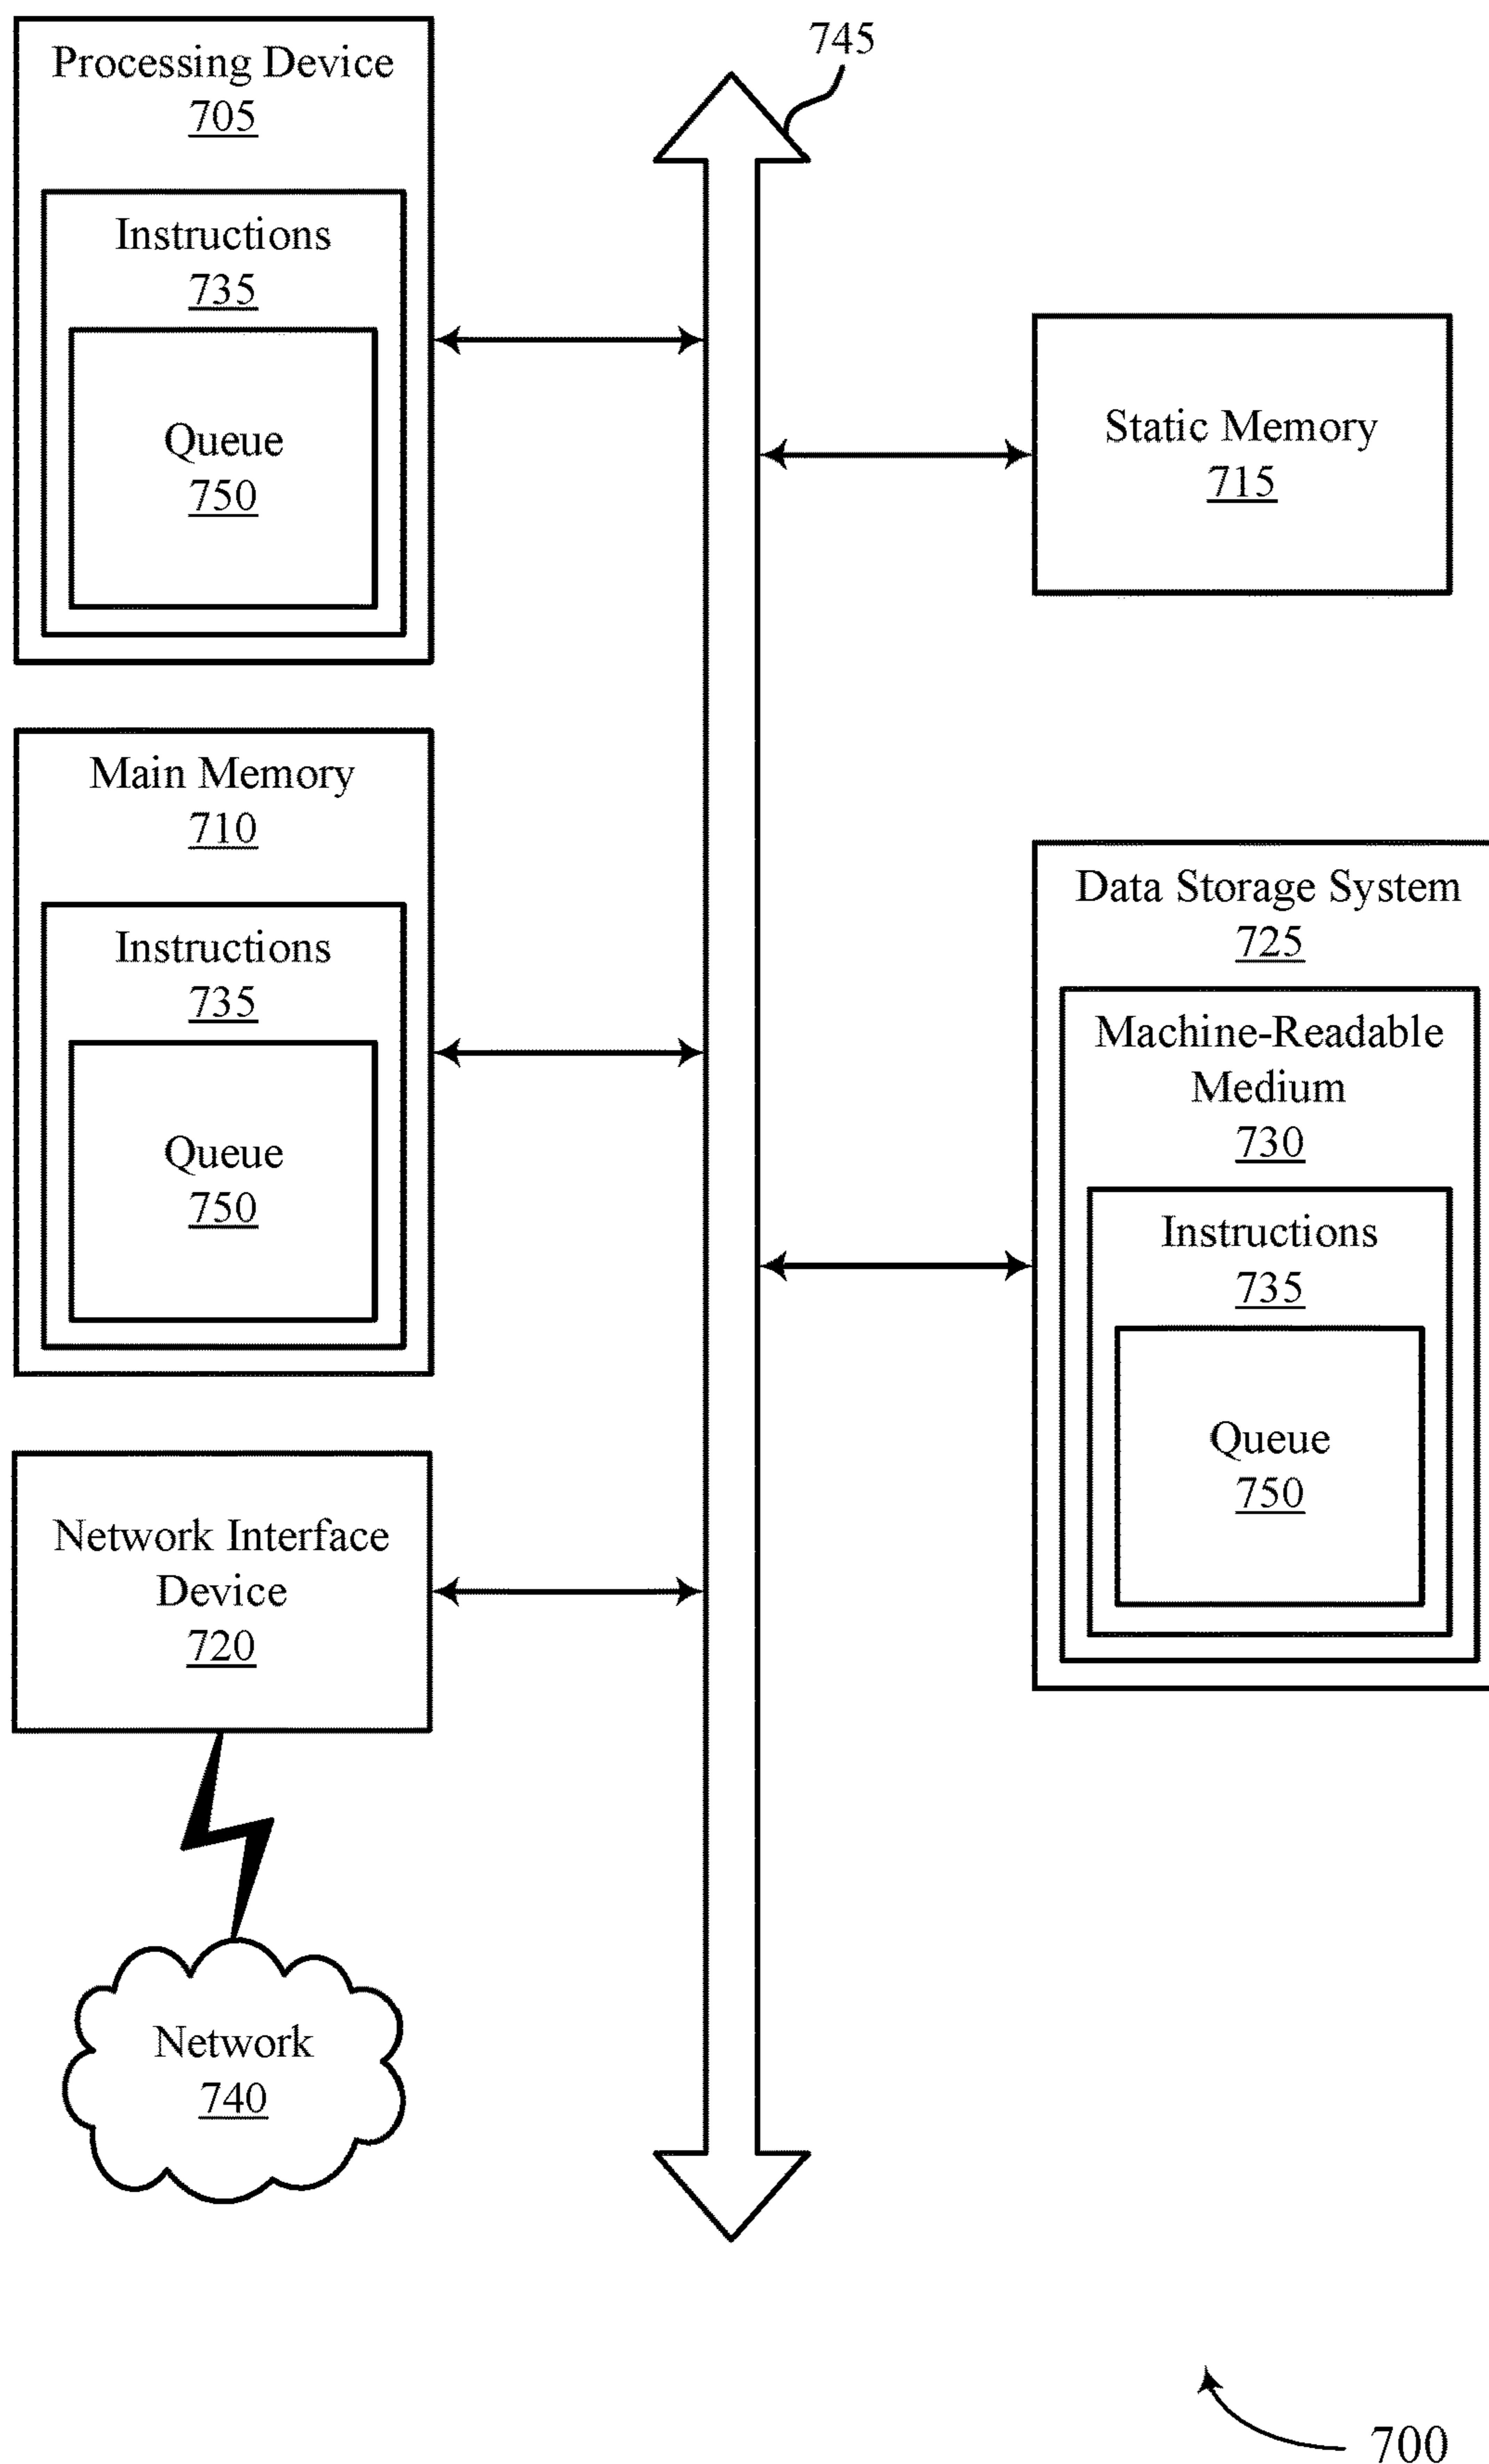 Processing Device
705
Instructions
735
Queue
750
Main Memory
710
Instructions
735
Queue
750
Network Interface
Device
720
Network
740
745
Static Memory
715
Data Storage System
725
Machine-Readable
Medium
730
Instructions
735
Queue
750
700